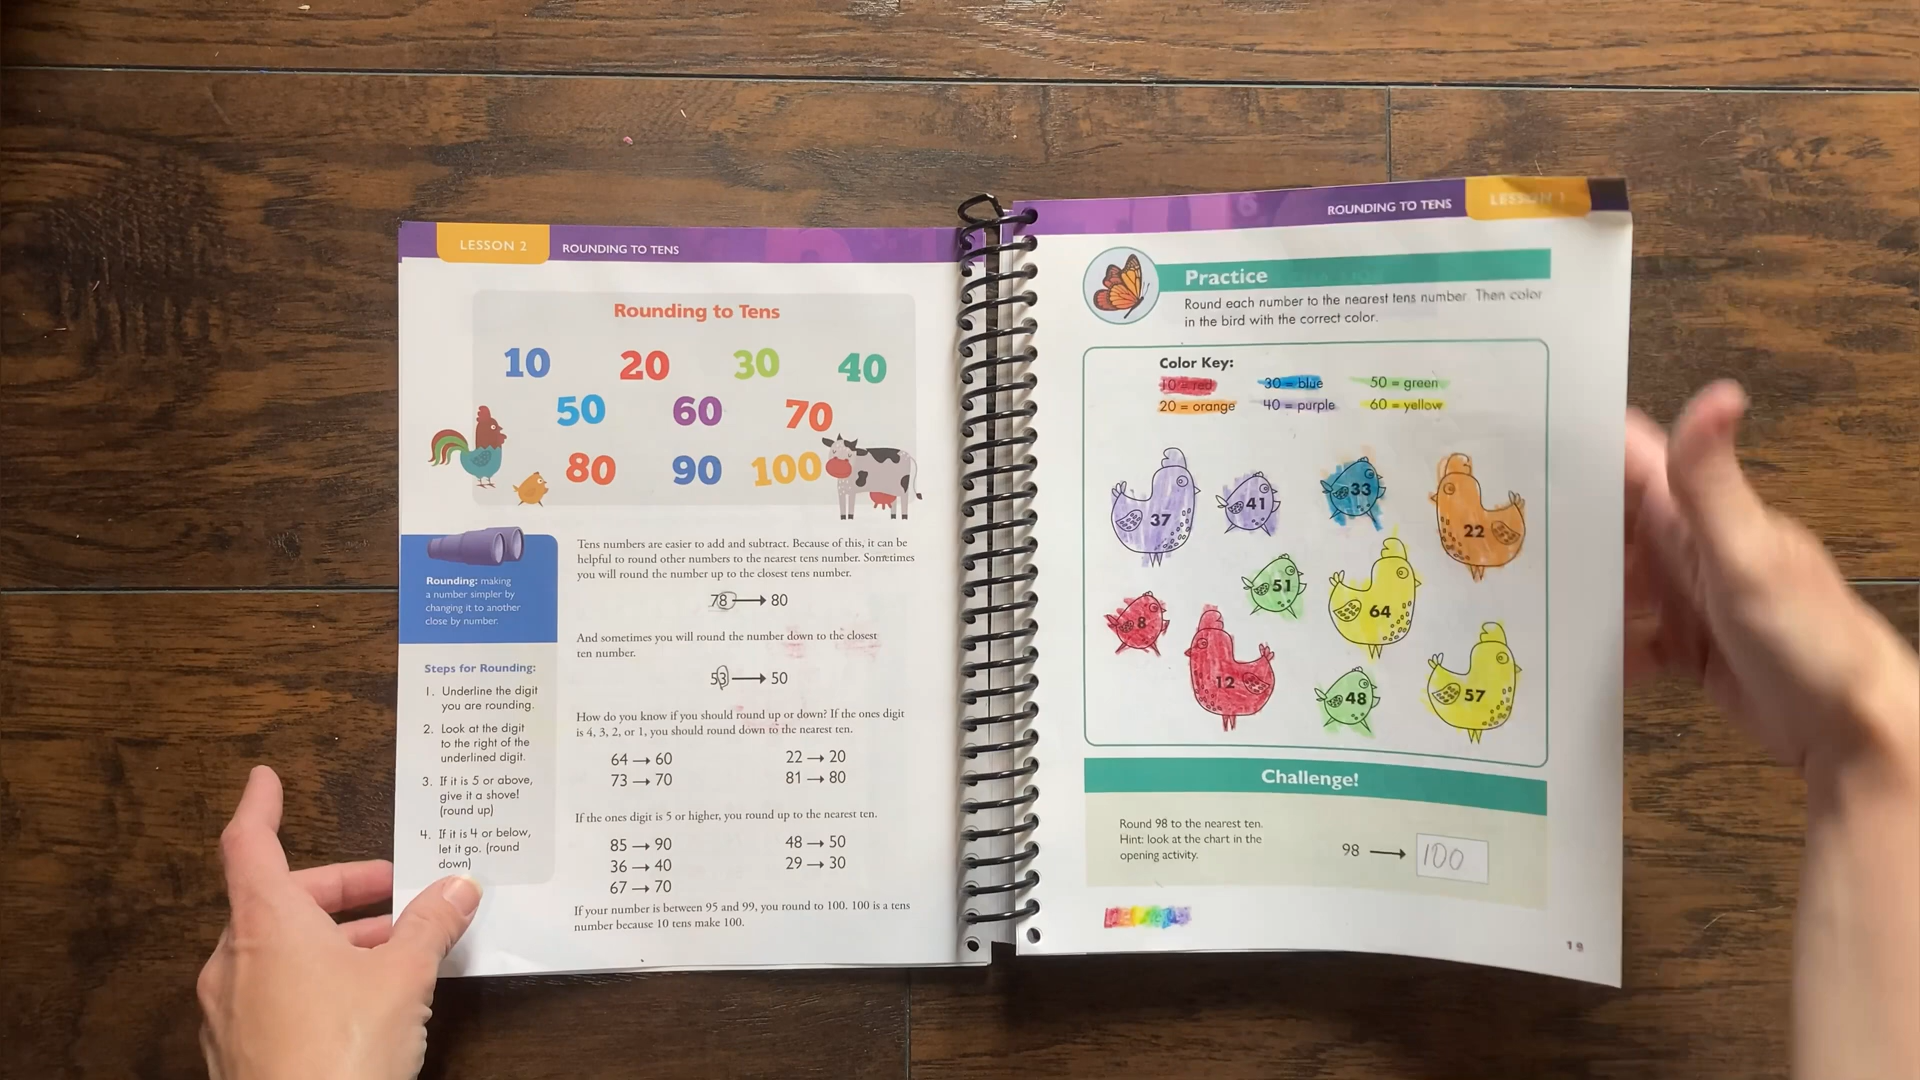 LESSON 2
ROUNDING TO TENS
Rounding to Tens
10 20 30 40
50 60 70
80 90 100
Rounding: making
a number simpler by
changing it to another
close by number.
Steps for Rounding:
1. Underline the digit
you are rounding.
2. Look at the digit
to the right of the
underlined digit.
3. If it is 5 or above,
give it a shove!
(round up)
4. If it is 4 or below,
let it go. (round
down)
Tens numbers are easier to add and subtract. Because of this, it can be
helpful to round other numbers to the nearest tens number. Sometimes
you will round the number up to the closest tens number.
78 → 80
And sometimes you will round the number down to the closest
ten number.
53 → 50
How do you know if you should round up or down? If the ones digit
is 4, 3, 2, or 1, you should round down to the nearest ten.
64 → 60 22 → 20
73 → 70 81 → 80
If the ones digit is 5 or higher, you round up to the nearest ten.
85 → 90 48 → 50
36 → 40 29 → 30
67 → 70
If your number is between 95 and 99, you round to 100. 100 is a tens
number because 10 tens make 100.
ROUNDING TO TENS
LESSON 1
Practice
Round each number to the nearest tens number. Then color
in the bird with the correct color.
Color Key:
10 = red 30 = blue 50 = green
20 = orange 40 = purple 60 = yellow
37 41 33 22
51 64
8 12 48 57
Challenge!
Round 98 to the nearest ten.
Hint: look at the chart in the
opening activity.
98 → 100
19